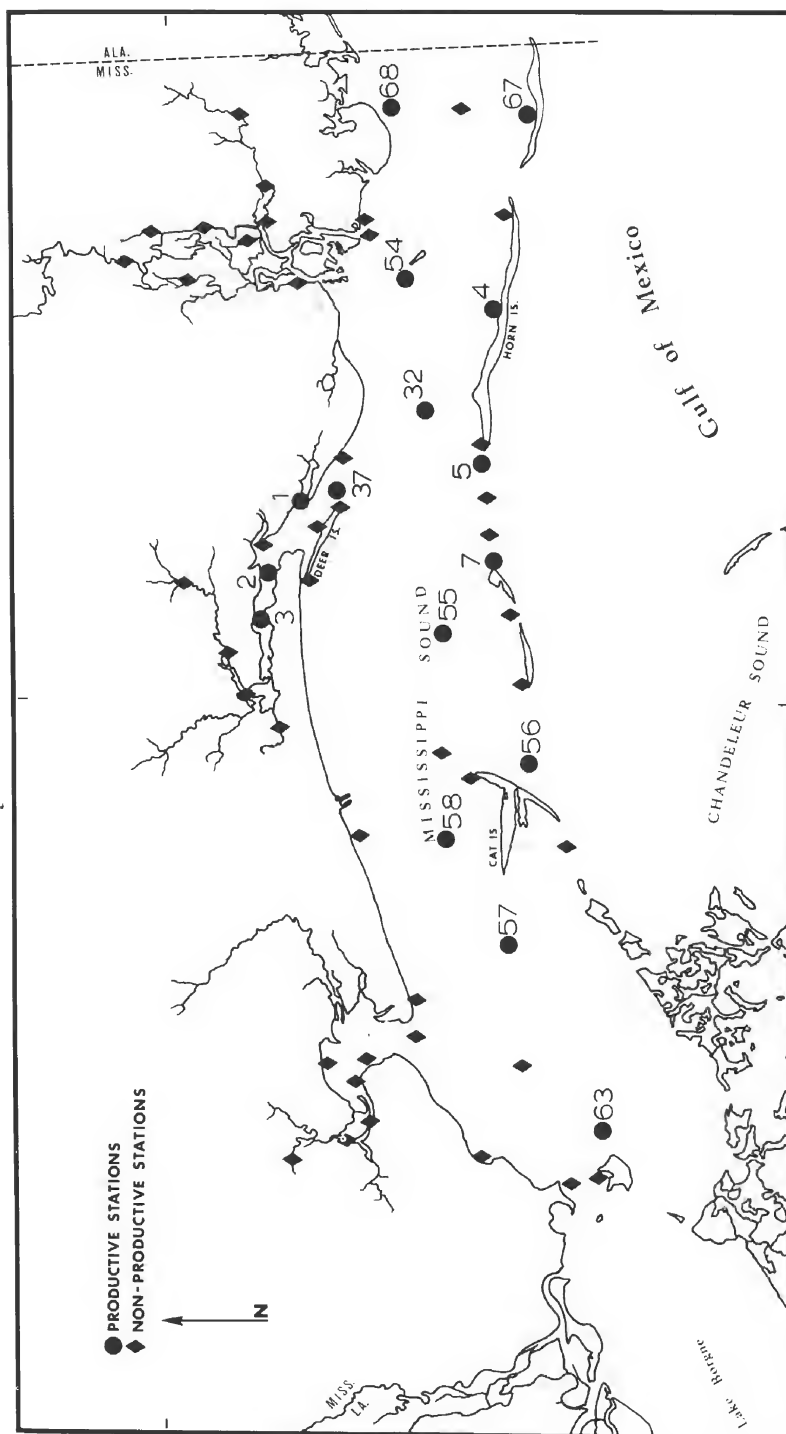 PRODUCTIVE STATIONS
NON-PRODUCTIVE STATIONS
N
MISS.
LA.
ALA.
MISS.
68
67
54
4
HORN IS.
32
5
1
37
DEER IS.
2
3
7
55
MISSISSIPPI SOUND
56
58
CAT IS
57
63
Gulf of Mexico
CHANDELEUR SOUND
Lake Borgne